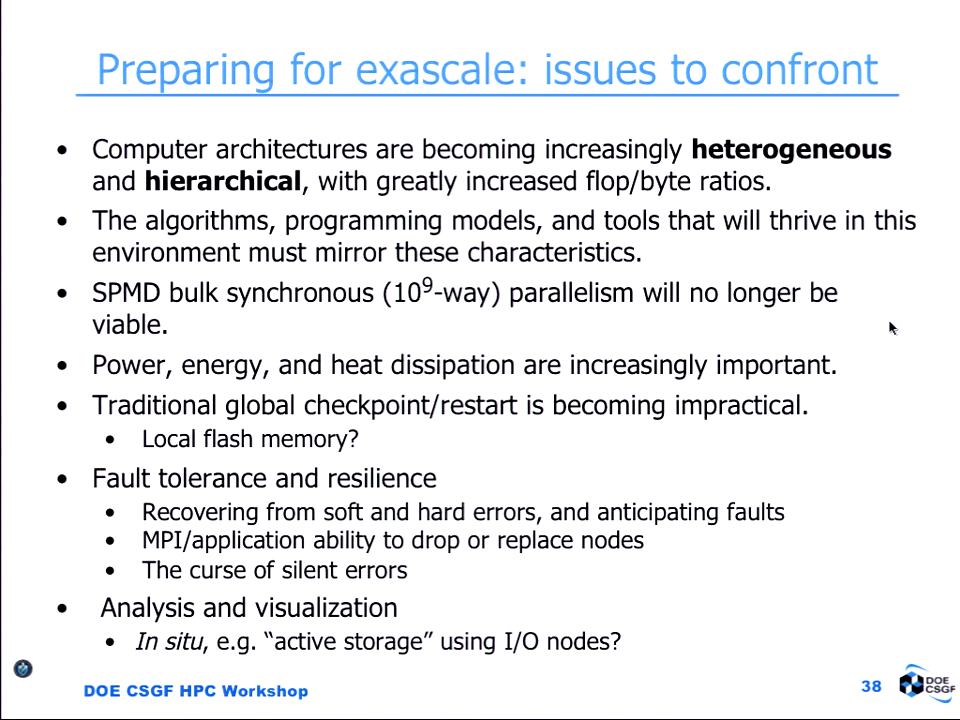 Preparing for exascale: issues to confront
• Computer architectures are becoming increasingly heterogeneous
and hierarchical, with greatly increased flop/byte ratios.
• The algorithms, programming models, and tools that will thrive in this
environment must mirror these characteristics.
• SPMD bulk synchronous (10⁹-way) parallelism will no longer be
viable.
• Power, energy, and heat dissipation are increasingly important.
• Traditional global checkpoint/restart is becoming impractical.
• Local flash memory?
• Fault tolerance and resilience
• Recovering from soft and hard errors, and anticipating faults
• MPI/application ability to drop or replace nodes
• The curse of silent errors
• Analysis and visualization
• In situ, e.g. “active storage” using I/O nodes?
DOE CSGF HPC Workshop
38
DOE
CSGF